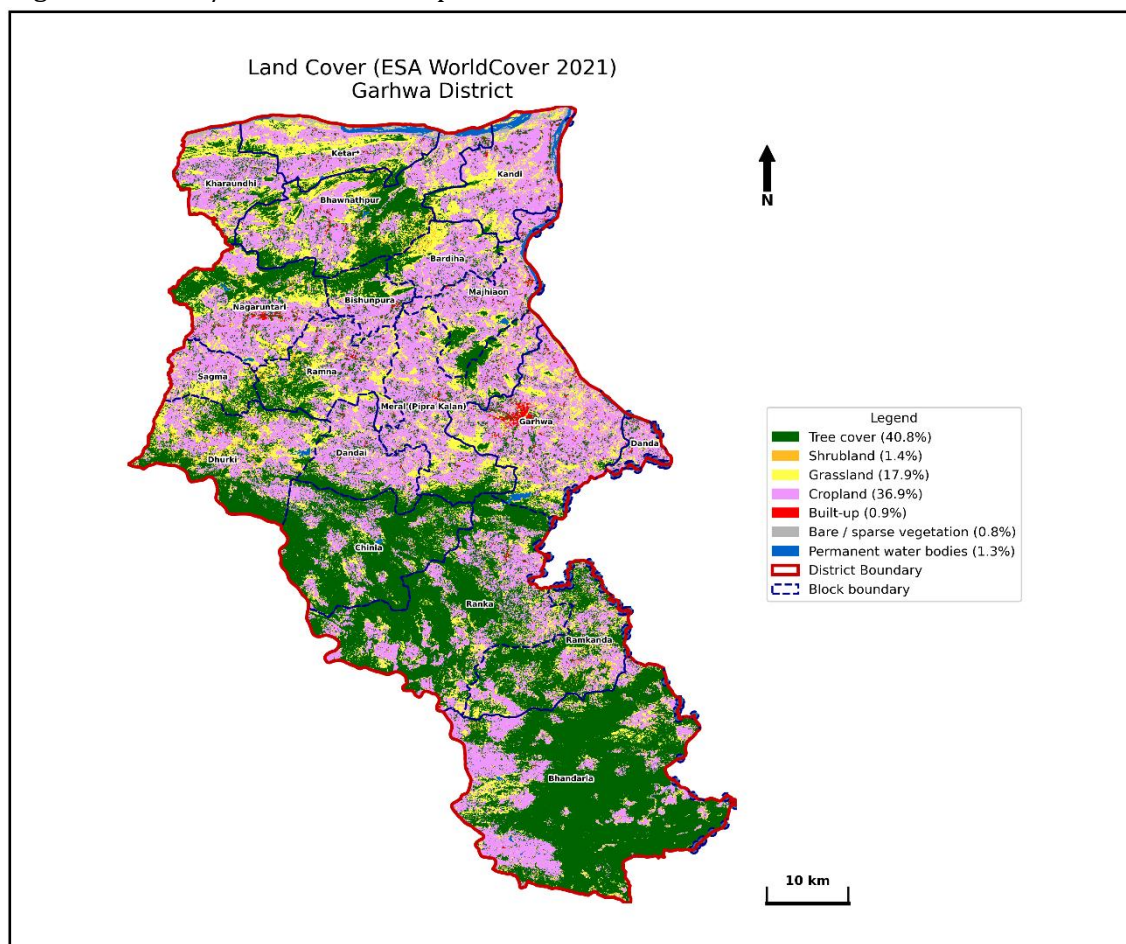 Land Cover (ESA WorldCover 2021)
Garhwa District
N
Ketar
Kharaundhi
Kandi
Bhawnathpur
Bardiha
Majhiaon
Nagaruntari
Bishunpura
Sagma
Ramna
Meral (Pipra Kalan)
Garhwa
Danda
Dhurki
Dandai
Chinia
Ranka
Ramkanda
Bhandaria
Legend
Tree cover (40.8%)
Shrubland (1.4%)
Grassland (17.9%)
Cropland (36.9%)
Built-up (0.9%)
Bare / sparse vegetation (0.8%)
Permanent water bodies (1.3%)
District Boundary
Block boundary
10 km